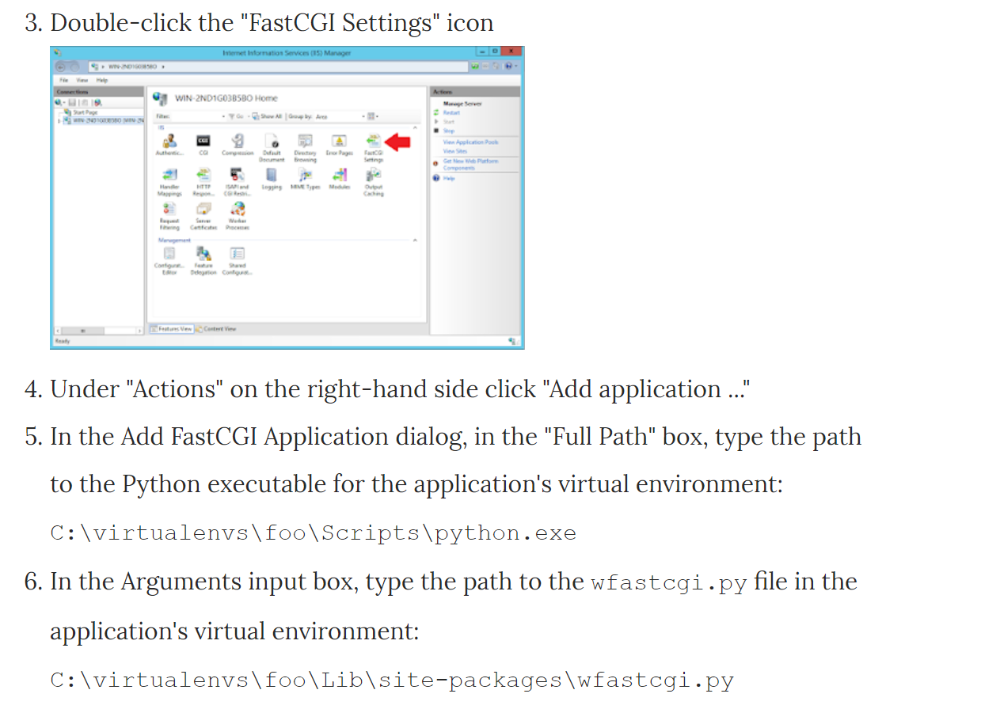 3. Double-click the "FastCGI Settings" icon
Internet Information Services (IIS) Manager
WIN-2ND1G03B5BO
File View Help
Connections
Start Page
WIN-2ND1G03B5BO (WIN-2N
WIN-2ND1G03B5BO Home
Filter: Go Show All Group by: Area
IIS
Authentic... CGI Compression Default Document Directory Browsing Error Pages FastCGI Settings
Handler Mappings HTTP Respon... ISAPI and CGI Restri... Logging MIME Types Modules Output Caching
Request Filtering Server Certificates Worker Processes
Management
Configurat... Editor Feature Delegation Shared Configurat...
Features View Content View
Ready
Actions
Manage Server
Restart
Start
Stop
View Application Pools
View Sites
Get New Web Platform
Components
Help
4. Under "Actions" on the right-hand side click "Add application ..."
5. In the Add FastCGI Application dialog, in the "Full Path" box, type the path
to the Python executable for the application's virtual environment:
C:\virtualenvs\foo\Scripts\python.exe
6. In the Arguments input box, type the path to the wfastcgi.py file in the
application's virtual environment:
C:\virtualenvs\foo\Lib\site-packages\wfastcgi.py